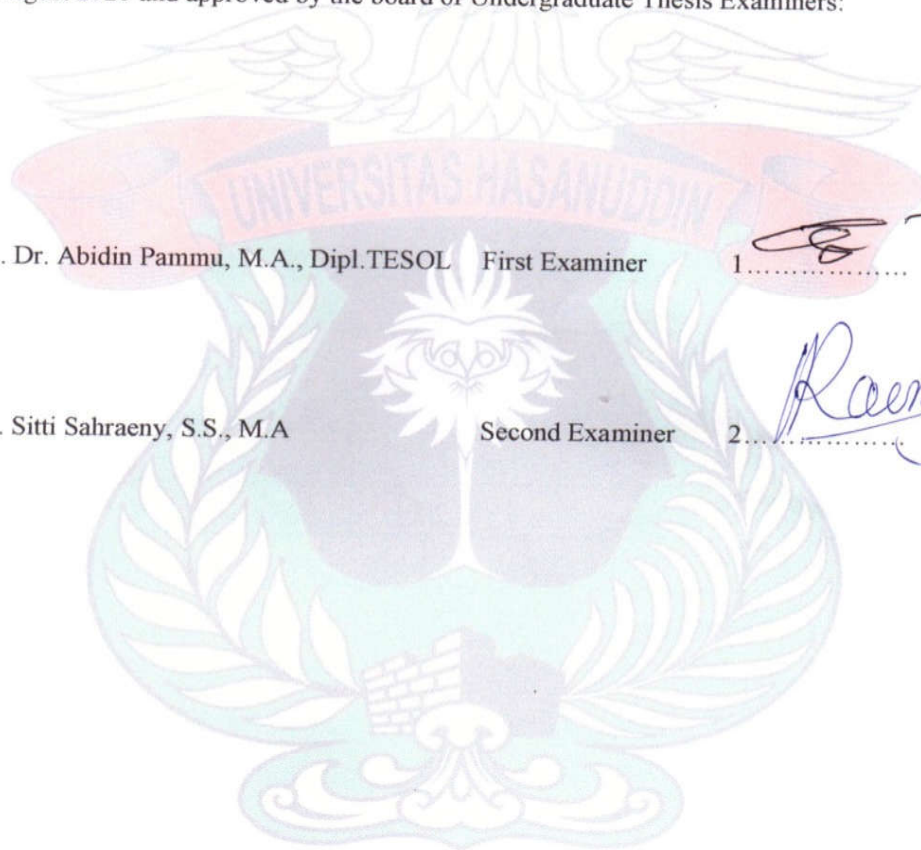 and approved by the board of Undergraduate Thesis Examiners:
UNIVERSITAS HASANUDDIN
. Dr. Abidin Pammu, M.A., Dipl.TESOL First Examiner 1..................
. Sitti Sahraeny, S.S., M.A Second Examiner 2..................